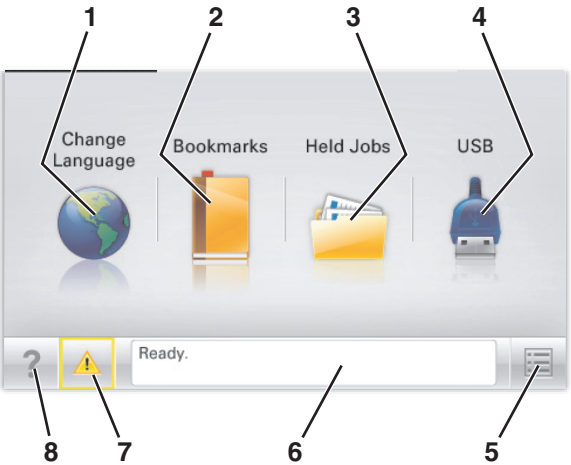 1 2 3 4
Change
Language
Bookmarks
Held Jobs
USB
?
!
Ready.
8 7 6 5